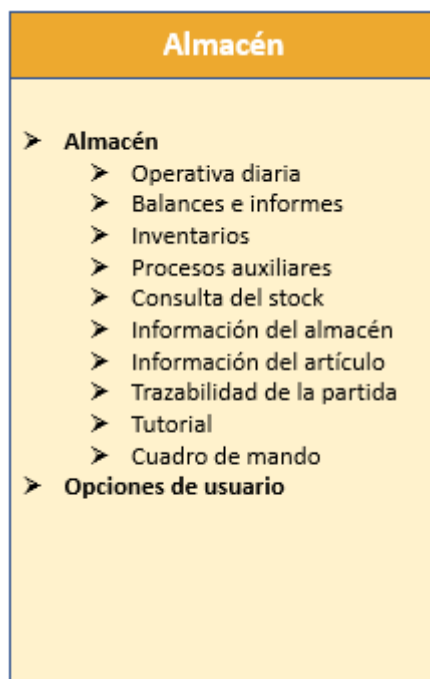 Almacén
➤ Almacén
➤ Operativa diaria
➤ Balances e informes
➤ Inventarios
➤ Procesos auxiliares
➤ Consulta del stock
➤ Información del almacén
➤ Información del artículo
➤ Trazabilidad de la partida
➤ Tutorial
➤ Cuadro de mando
➤ Opciones de usuario